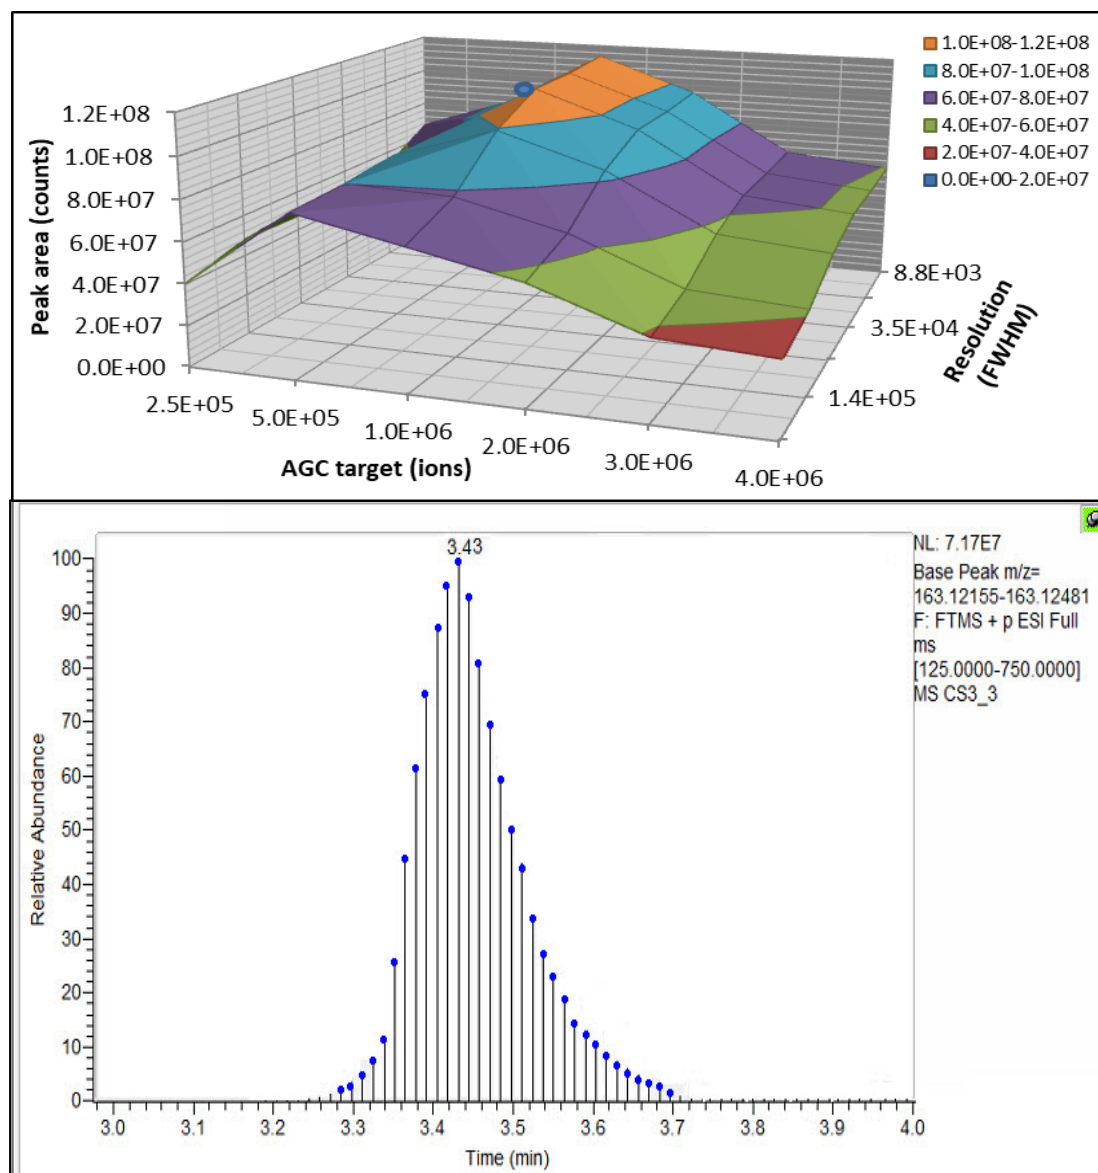 1.0E+08-1.2E+08
8.0E+07-1.0E+08
6.0E+07-8.0E+07
4.0E+07-6.0E+07
2.0E+07-4.0E+07
0.0E+00-2.0E+07
Peak area (counts)
1.2E+08
1.0E+08
8.0E+07
6.0E+07
4.0E+07
2.0E+07
0.0E+00
2.5E+05
5.0E+05
1.0E+06
2.0E+06
3.0E+06
4.0E+06
AGC target (ions)
8.8E+03
3.5E+04
1.4E+05
Resolution
(FWHM)
3.43
NL: 7.17E7
Base Peak m/z=
163.12155-163.12481
F: FTMS + p ESI Full
ms
[125.0000-750.0000]
MS CS3_3
Relative Abundance
100
90
80
70
60
50
40
30
20
10
0
3.0
3.1
3.2
3.3
3.4
3.5
3.6
3.7
3.8
3.9
4.0
Time (min)